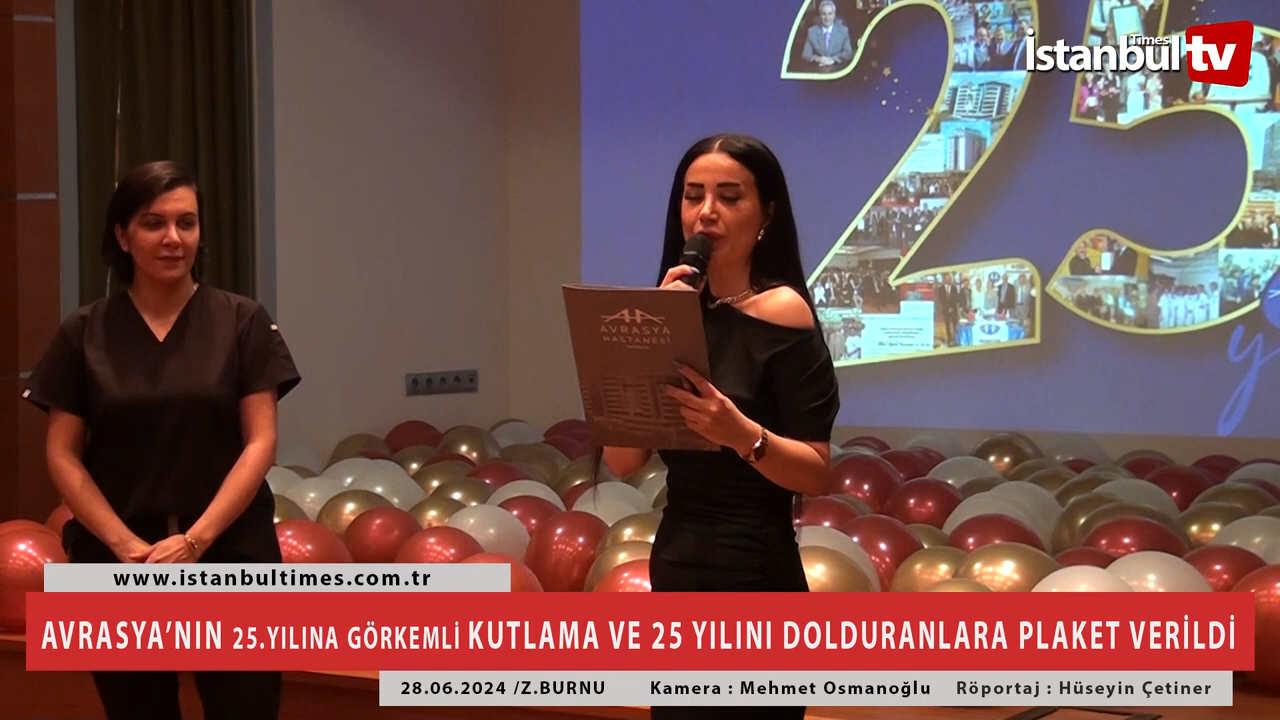 Times
İstanbul tv
25
AVRASYA
HASTANESİ
www.istanbultimes.com.tr
AVRASYA’NIN 25.YILINA GÖRKEMLİ KUTLAMA VE 25 YILINI DOLDURANLARA PLAKET VERİLDİ
28.06.2024 /Z.BURNU Kamera : Mehmet Osmanoğlu Röportaj : Hüseyin Çetiner